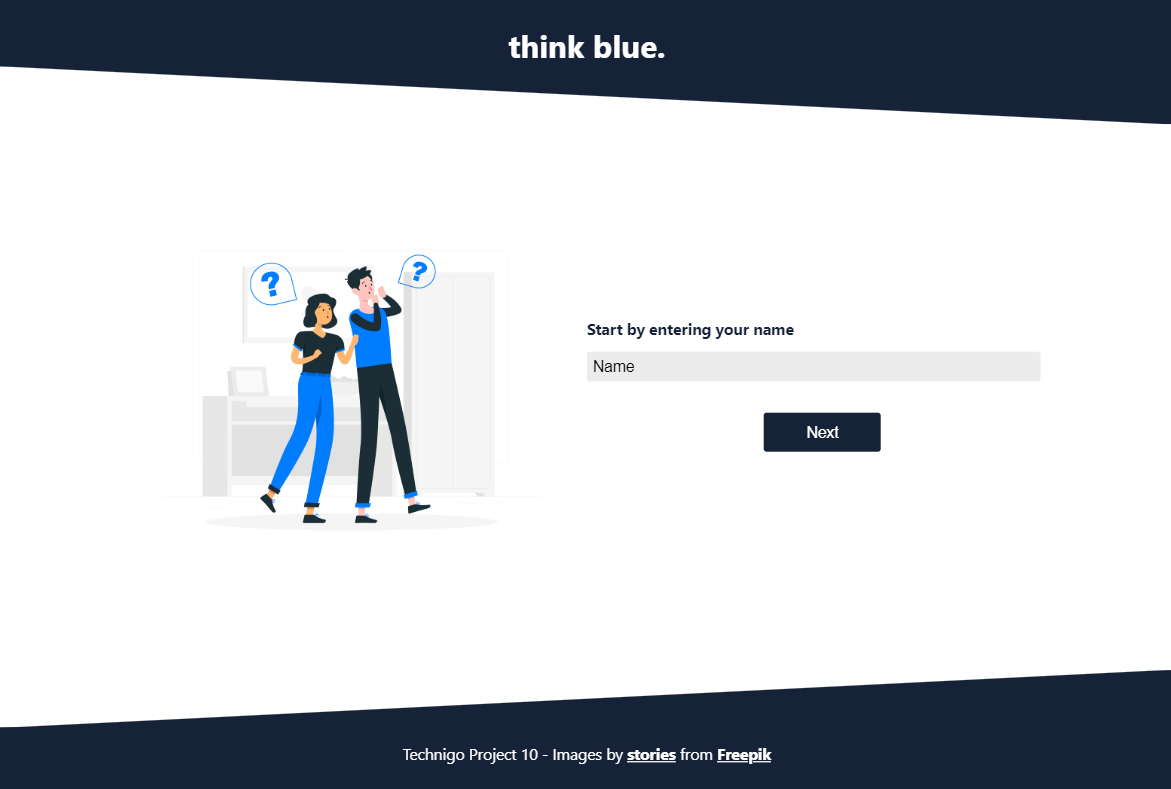 think blue.
?
?
Start by entering your name
Name
Next
Technigo Project 10 - Images by stories from Freepik